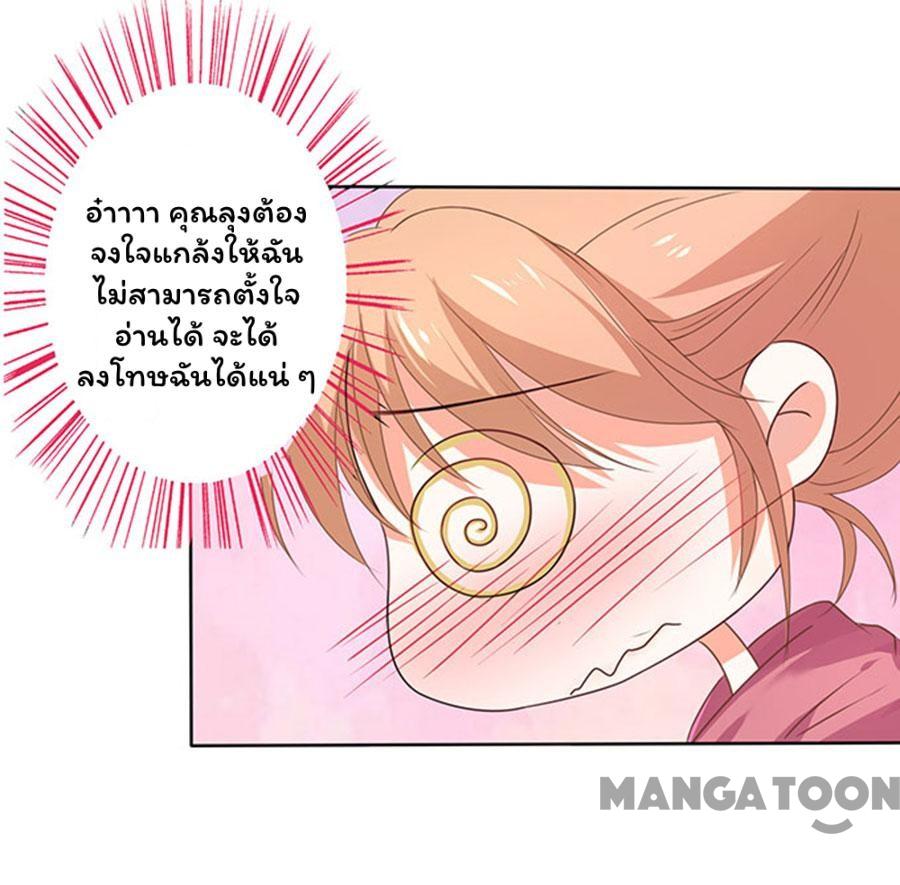 อ๋าาาา คุณลุงต้อง
จงใจแกล้งให้ฉัน
ไม่สามารถตั้งใจ
อ่านได้ จะได้
ลงโทษฉันได้แน่ ๆ
MANGATOON